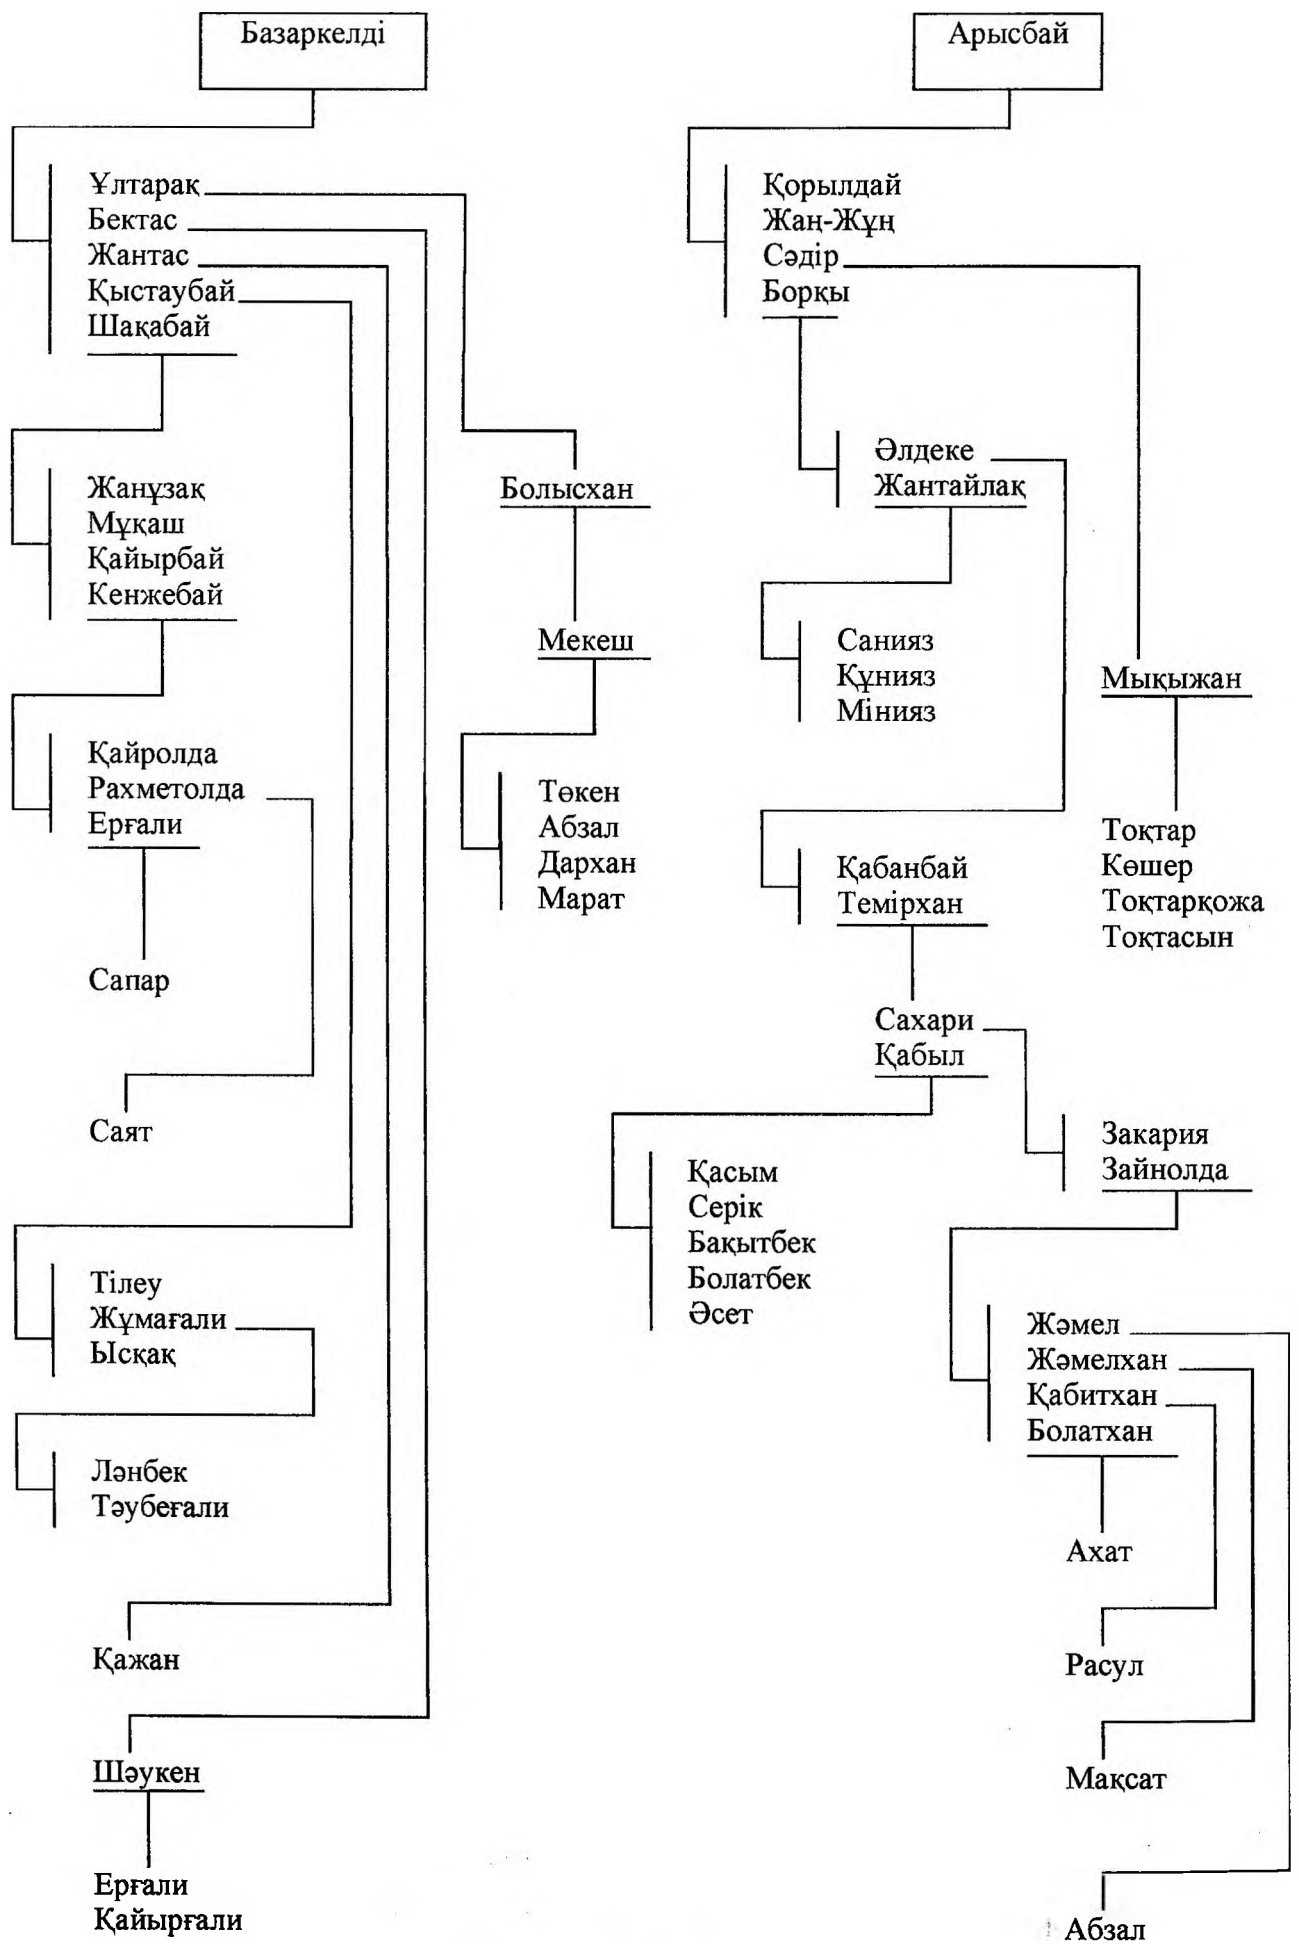 Базаркелді
Ұлтарақ
Бектас
Жантас
Қыстаубай
Шақабай
Жанұзақ
Мұқаш
Қайырбай
Кенжебай
Қайролда
Рахметолда
Ерғали
Сапар
Саят
Тілеу
Жұмағали
Ысқақ
Ләнбек
Тәубеғали
Қажан
Шәукен
Ерғали
Қайырғали
Болысхан
Мекеш
Төкен
Абзал
Дархан
Марат
Арысбай
Қорылдай
Жаң-Жұң
Сәдір
Борқы
Әлдеке
Жантайлақ
Санияз
Құнияз
Мінияз
Мықыжан
Тоқтар
Көшер
Тоқтарқожа
Тоқтасын
Қабанбай
Темірхан
Сахари
Қабыл
Қасым
Серік
Бақытбек
Болатбек
Әсет
Закария
Зайнолда
Жәмел
Жәмелхан
Қабитхан
Болатхан
Ахат
Расул
Мақсат
Абзал